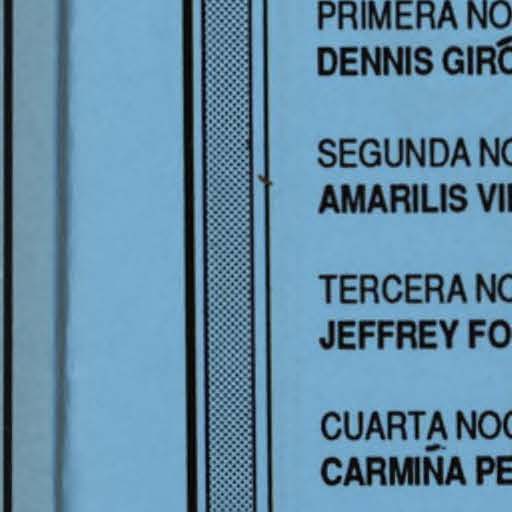 PRIMERA NO
DENNIS GIRÓ
SEGUNDA NO
AMARILIS VI
TERCERA NO
JEFFREY FO
CUARTA NOC
CARMIÑA PE